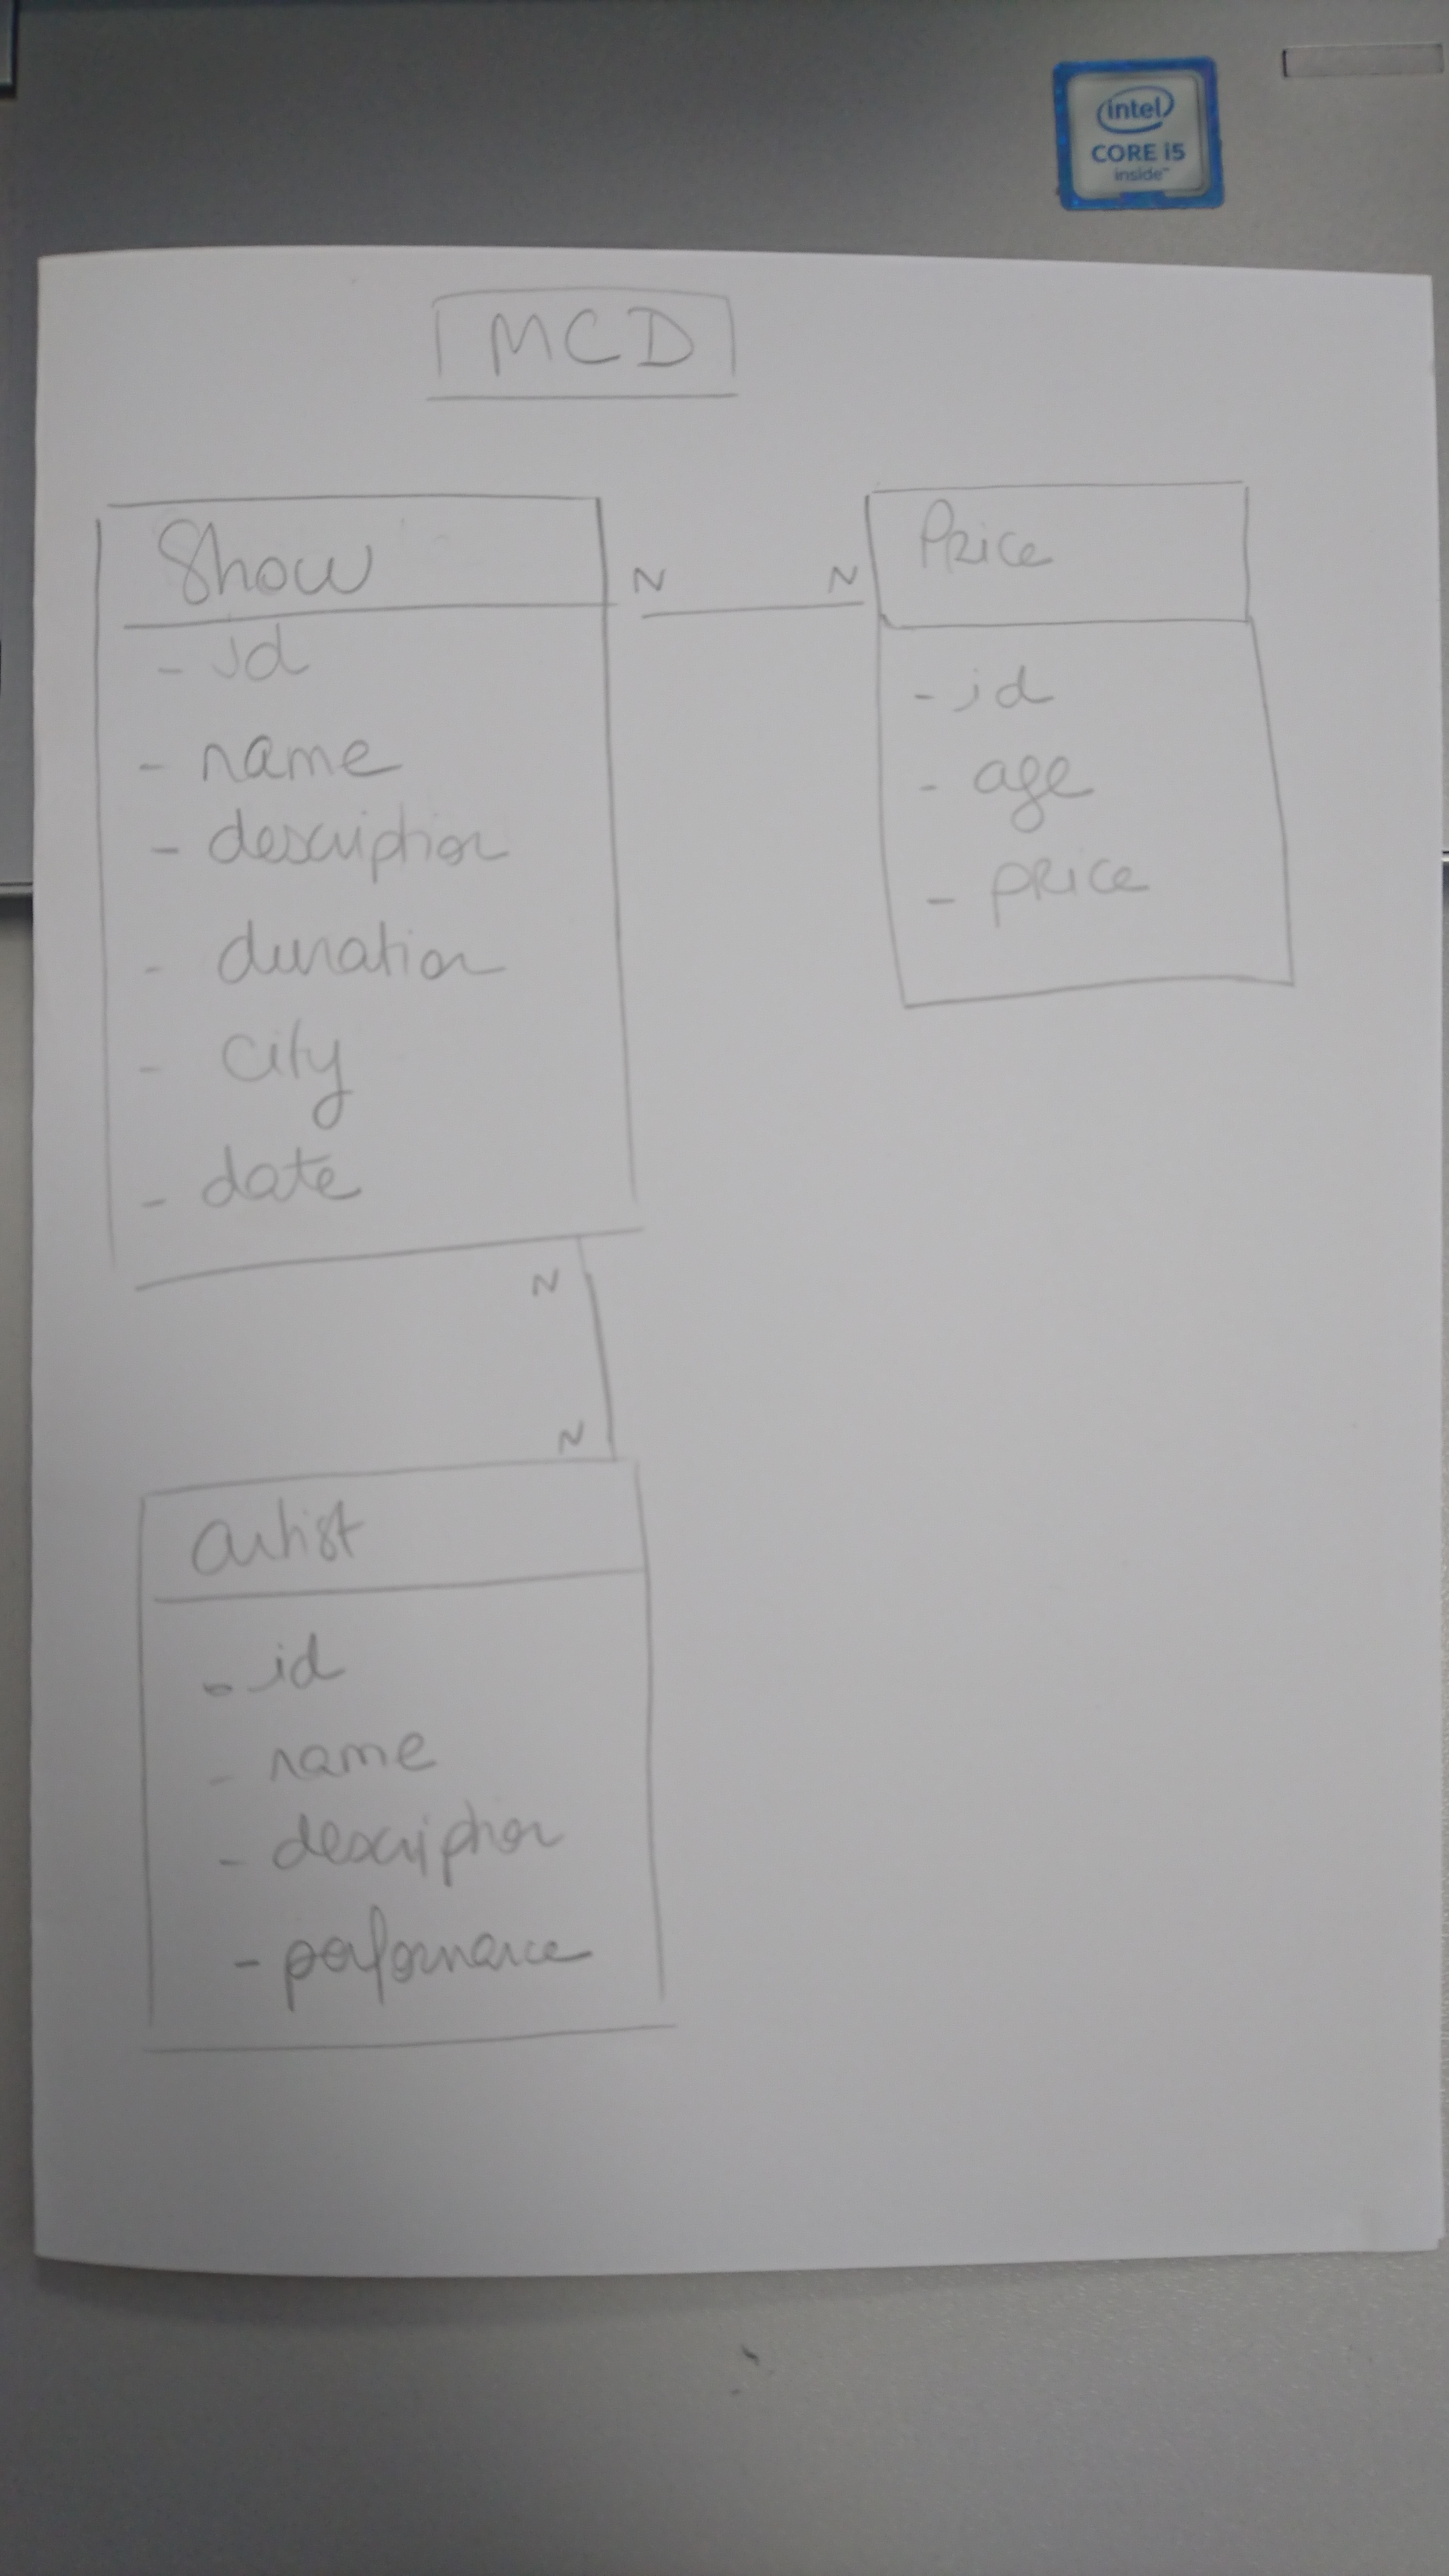 intel
CORE i5
inside™
MCD
Show
- id
- name
- description
- duration
- city
- date
N N
Price
- id
- age
- price
N
N
artist
- id
- name
- description
- performance